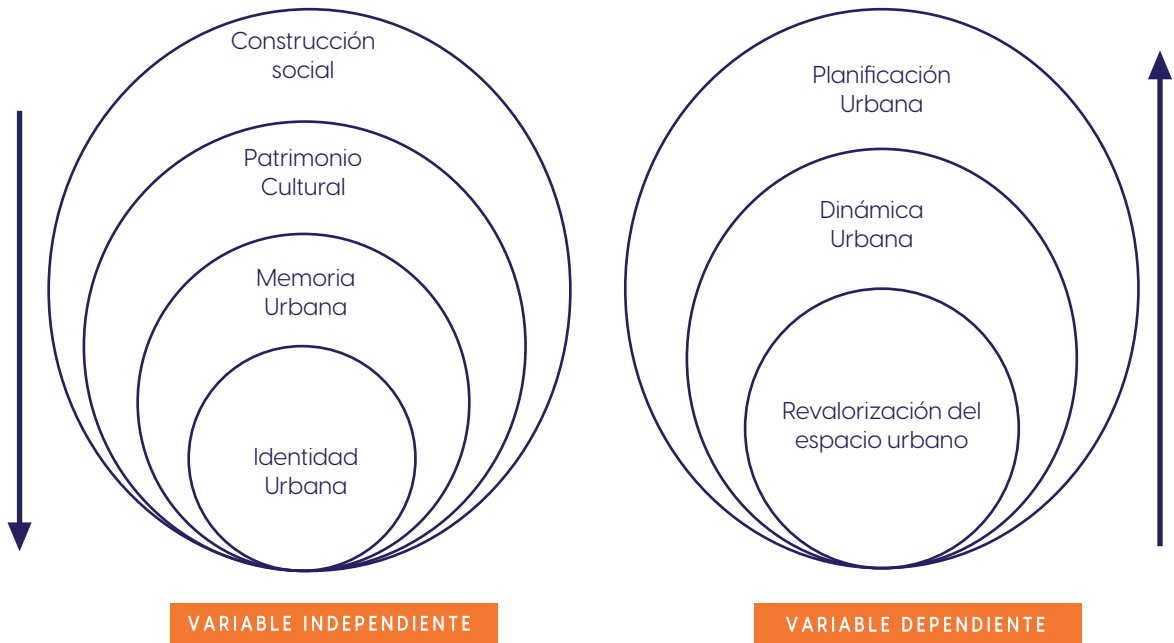 Construcción
social
Patrimonio
Cultural
Memoria
Urbana
Identidad
Urbana
VARIABLE INDEPENDIENTE
Planificación
Urbana
Dinámica
Urbana
Revalorización del
espacio urbano
VARIABLE DEPENDIENTE